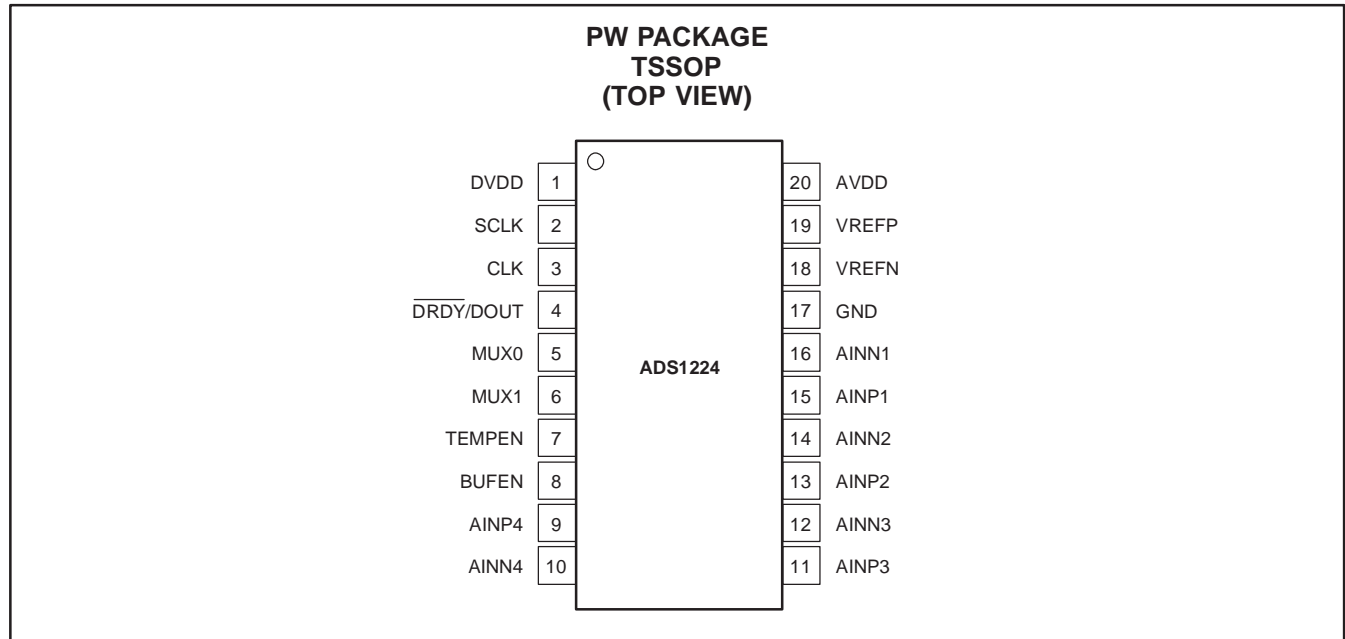 PW PACKAGE
TSSOP
(TOP VIEW)
DVDD 1 20 AVDD
SCLK 2 19 VREFP
CLK 3 18 VREFN
DRDY/DOUT 4 17 GND
MUX0 5 16 AINN1
ADS1224
MUX1 6 15 AINP1
TEMPEN 7 14 AINN2
BUFEN 8 13 AINP2
AINP4 9 12 AINN3
AINN4 10 11 AINP3